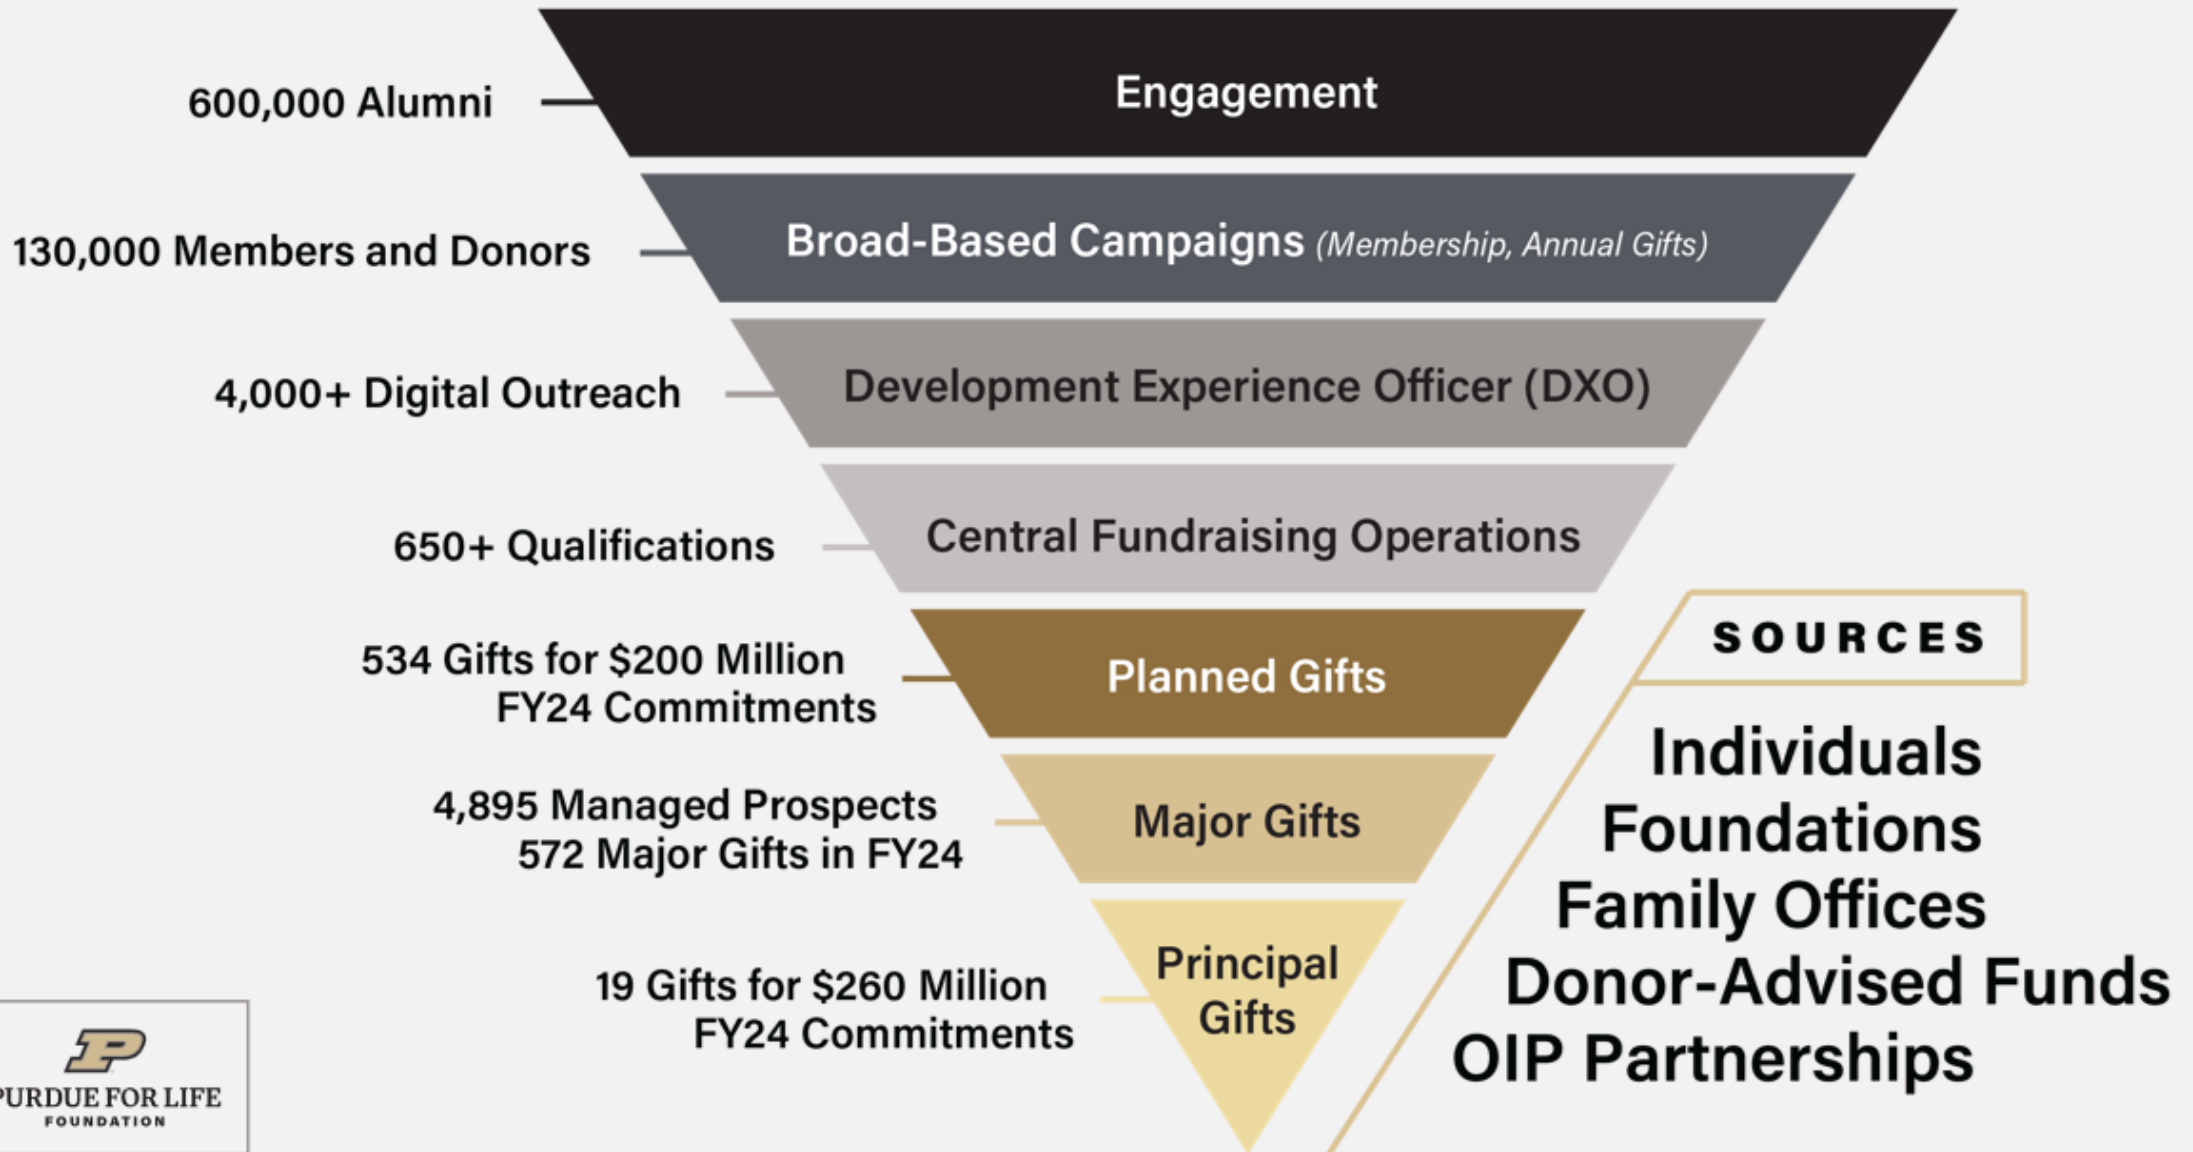 600,000 Alumni
Engagement
130,000 Members and Donors
Broad-Based Campaigns (Membership, Annual Gifts)
4,000+ Digital Outreach
Development Experience Officer (DXO)
650+ Qualifications
Central Fundraising Operations
534 Gifts for $200 Million
FY24 Commitments
Planned Gifts
4,895 Managed Prospects
572 Major Gifts in FY24
Major Gifts
19 Gifts for $260 Million
FY24 Commitments
Principal
Gifts
SOURCES
Individuals
Foundations
Family Offices
Donor-Advised Funds
OIP Partnerships
P
PURDUE FOR LIFE
FOUNDATION